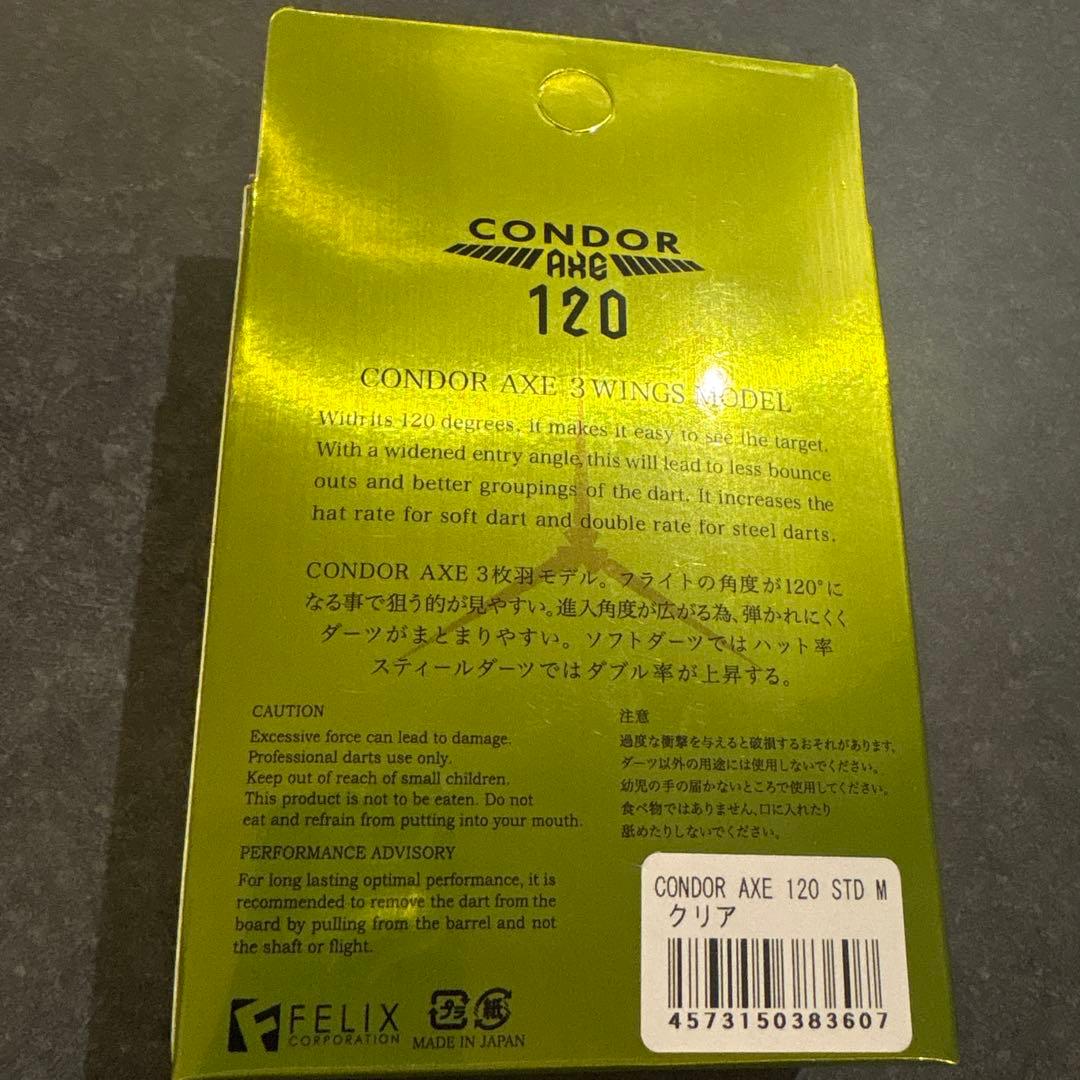 CONDOR
AXE
120
CONDOR AXE 3WINGS MODEL
With its 120 degrees, it makes it easy to see the target.
With a widened entry angle, this will lead to less bounce
outs and better groupings of the dart. It increases the
hat rate for soft dart and double rate for steel darts.
CONDOR AXE 3枚羽モデル。フライトの角度が120°に
なる事で狙う的が見やすい。進入角度が広がる為、弾かれにくく
ダーツがまとまりやすい。ソフトダーツではハット率
スティールダーツではダブル率が上昇する。
CAUTION
Excessive force can lead to damage.
Professional darts use only.
Keep out of reach of small children.
This product is not to be eaten. Do not
eat and refrain from putting into your mouth.
PERFORMANCE ADVISORY
For long lasting optimal performance, it is
recommended to remove the dart from the
board by pulling from the barrel and not
the shaft or flight.
注意
過度な衝撃を与えると破損するおそれがあります。
ダーツ以外の用途には使用しないでください。
幼児の手の届かないところで使用してください。
食べ物ではありません、口に入れたり
舐めたりしないでください。
CONDOR AXE 120 STD M
クリア
4573150383607
FELIX
CORPORATION
プラ
紙
MADE IN JAPAN